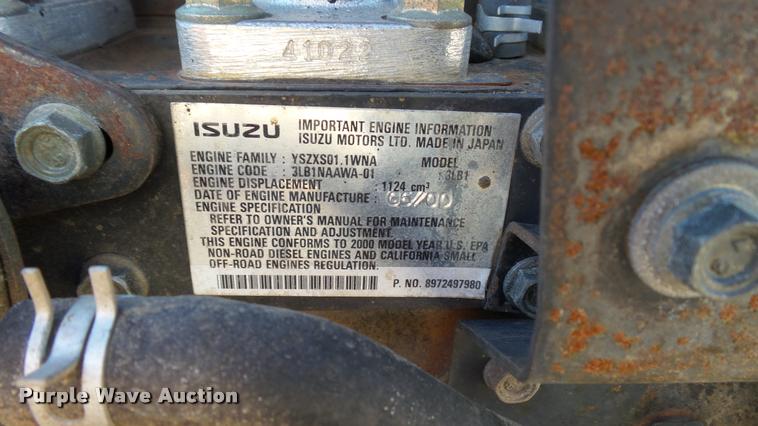 41022
ISUZU IMPORTANT ENGINE INFORMATION
ISUZU MOTORS LTD. MADE IN JAPAN
ENGINE FAMILY : YSZXS01.1WNA MODEL
ENGINE CODE : 3LB1NAAWA-01 : 3LB1
ENGINE DISPLACEMENT : 1124 cm³
DATE OF ENGINE MANUFACTURE :
ENGINE SPECIFICATION
REFER TO OWNER'S MANUAL FOR MAINTENANCE
SPECIFICATION AND ADJUSTMENT.
THIS ENGINE CONFORMS TO 2000 MODEL YEAR U.S. EPA
NON-ROAD DIESEL ENGINES AND CALIFORNIA SMALL
OFF-ROAD ENGINES REGULATION.
P. NO. 8972497980
Purple Wave Auction